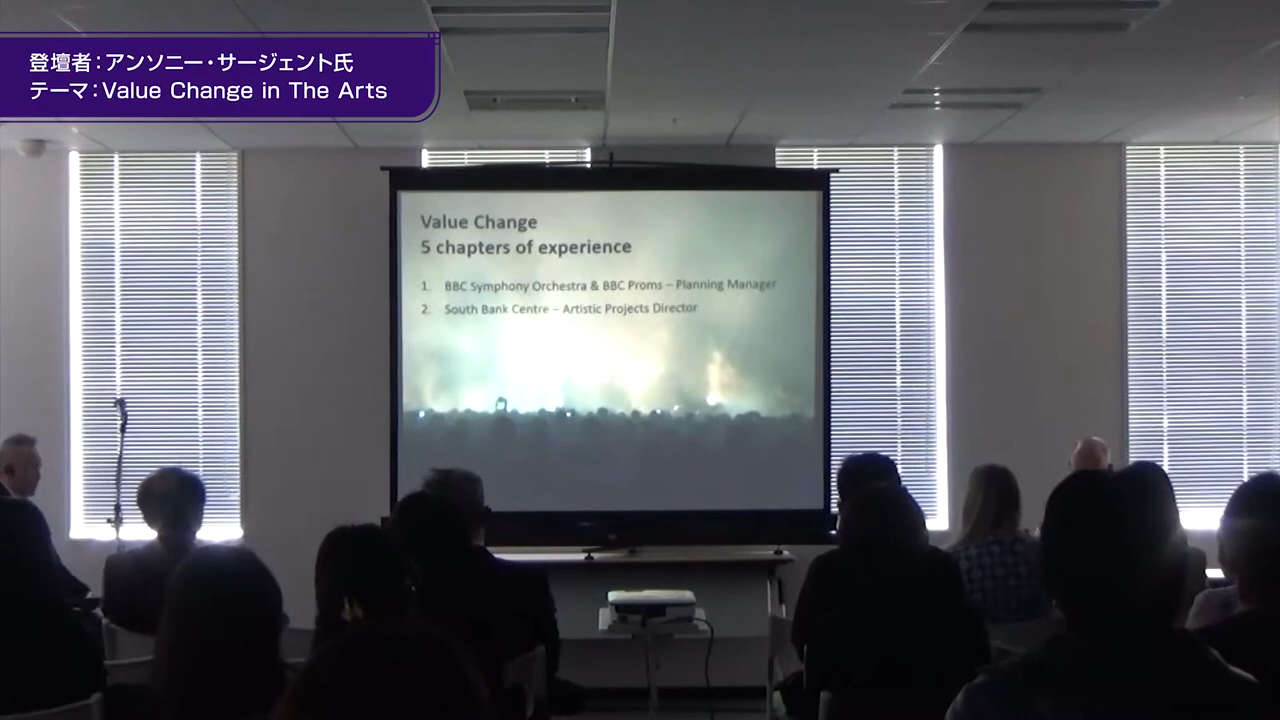 登壇者：アンソニー・サージェント氏
テーマ：Value Change in The Arts
Value Change
5 chapters of experience
1. BBC Symphony Orchestra & BBC Proms – Planning Manager
2. South Bank Centre – Artistic Projects Director